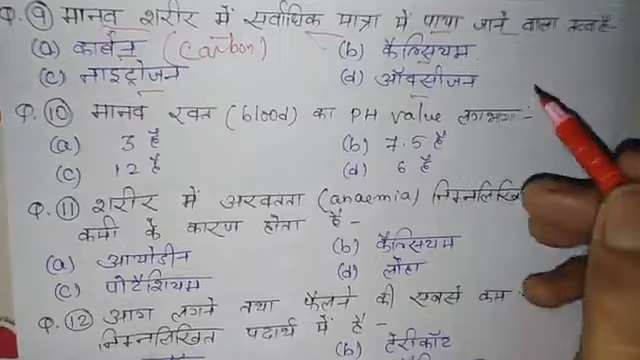 Q. ⑨ मानव शरीर में सर्वाधिक मात्रा में पाया जाने वाला तत्व है-
(a) कार्बन (Carbon) (b) कैल्सियम
(c) नाइट्रोजन (d) ऑक्सीजन
Q. ⑩ मानव रक्त (blood) का PH value लगभग :-
(a) 3 है (b) 7.5 है
(c) 12 है (d) 6 है
Q. ⑪ शरीर में अरक्तता (anaemia) निम्नलिखि
कमी के कारण होता है -
(a) आयोडीन (b) कैल्सियम
(c) पोटैशियम (d) लोहा
Q. ⑫ आग लगने तथा फैलने की सबसे कम
निम्नलिखित पदार्थ में है -
(b) टेरीकॉट